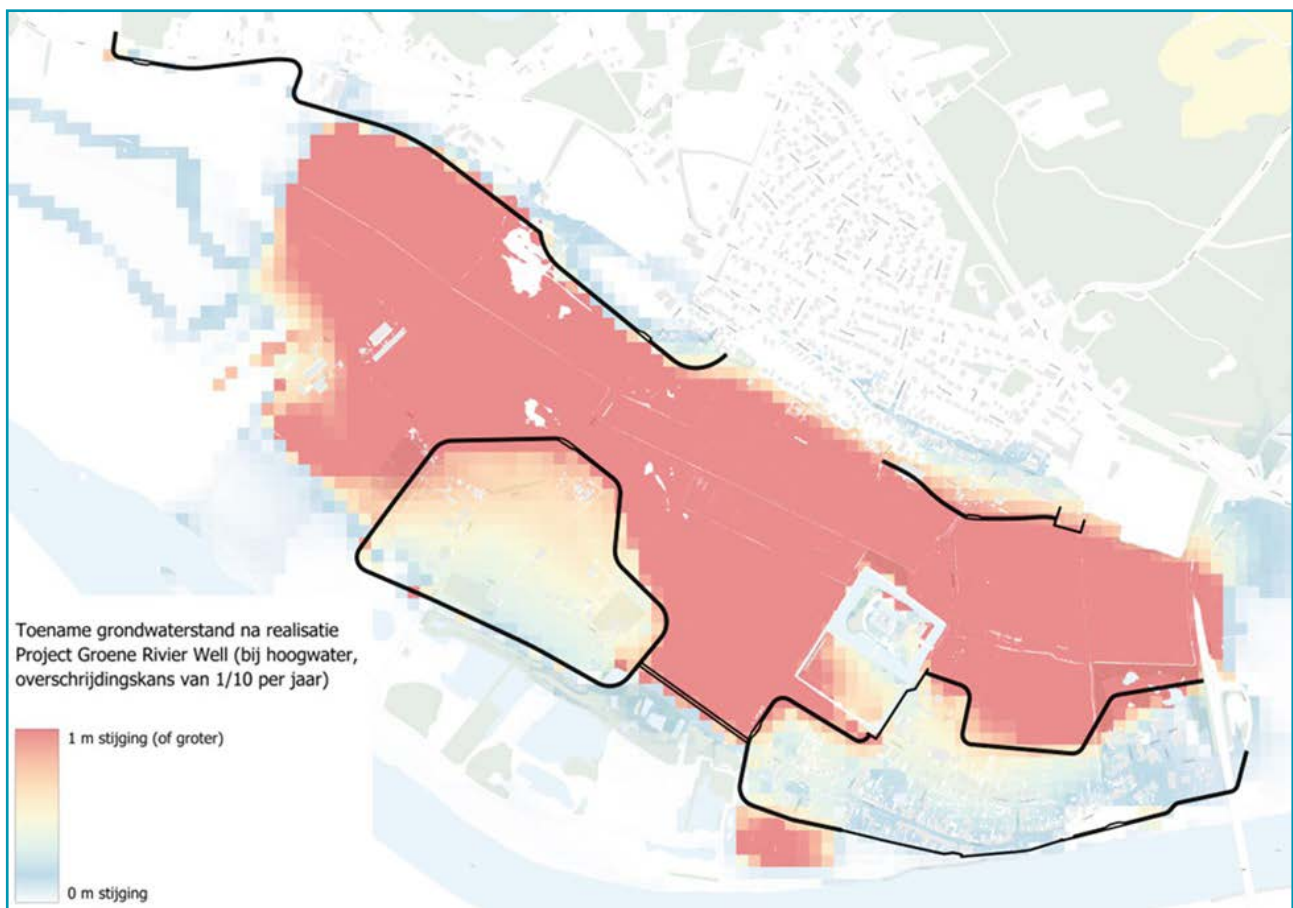 Toename grondwaterstand na realisatie
Project Groene Rivier Well (bij hoogwater,
overschrijdingskans van 1/10 per jaar)
1 m stijging (of groter)
0 m stijging